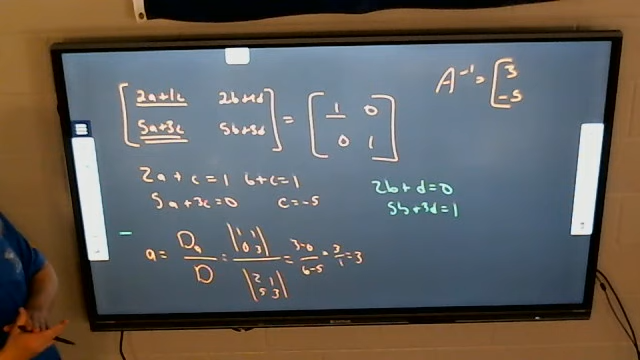 [2a+1c 2b+1d] = [1 0]
[5a+3c 5b+3d] [0 1]
A⁻¹ = [3
-5
2a + c = 1 6+c=1
5a+3c=0 c=-5
2b+d=0
5b+3d=1
a = Da/D = |1 1; 0 3| / |2 1; 5 3| = 3-0/6-5 = 3/1 = 3